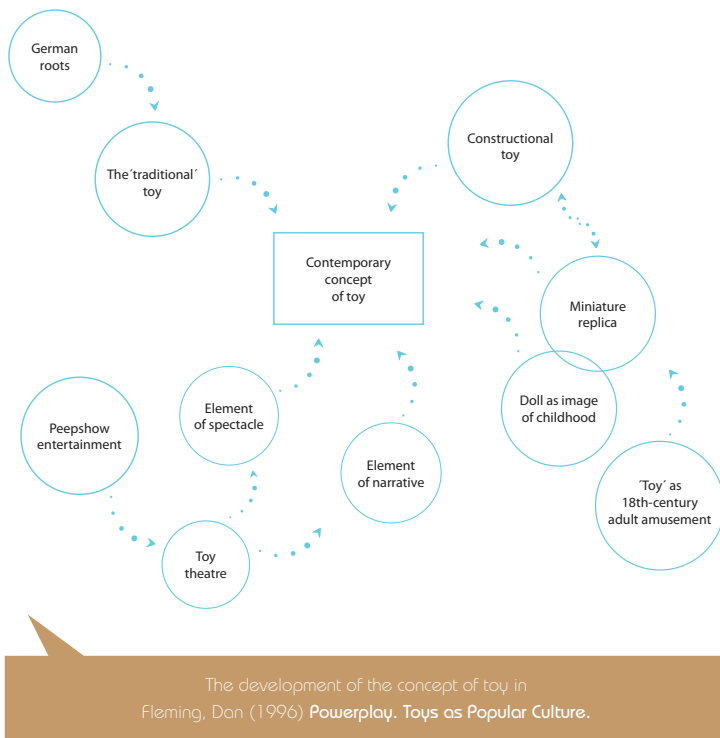 German
roots
The´traditional´
toy
Constructional
toy
Contemporary
concept
of toy
Miniature
replica
Doll as image
of childhood
Element
of spectacle
Peepshow
entertainment
Element
of narrative
´Toy´ as
18th-century
adult amusement
Toy
theatre
The development of the concept of toy in
Fleming, Dan (1996) Powerplay. Toys as Popular Culture.